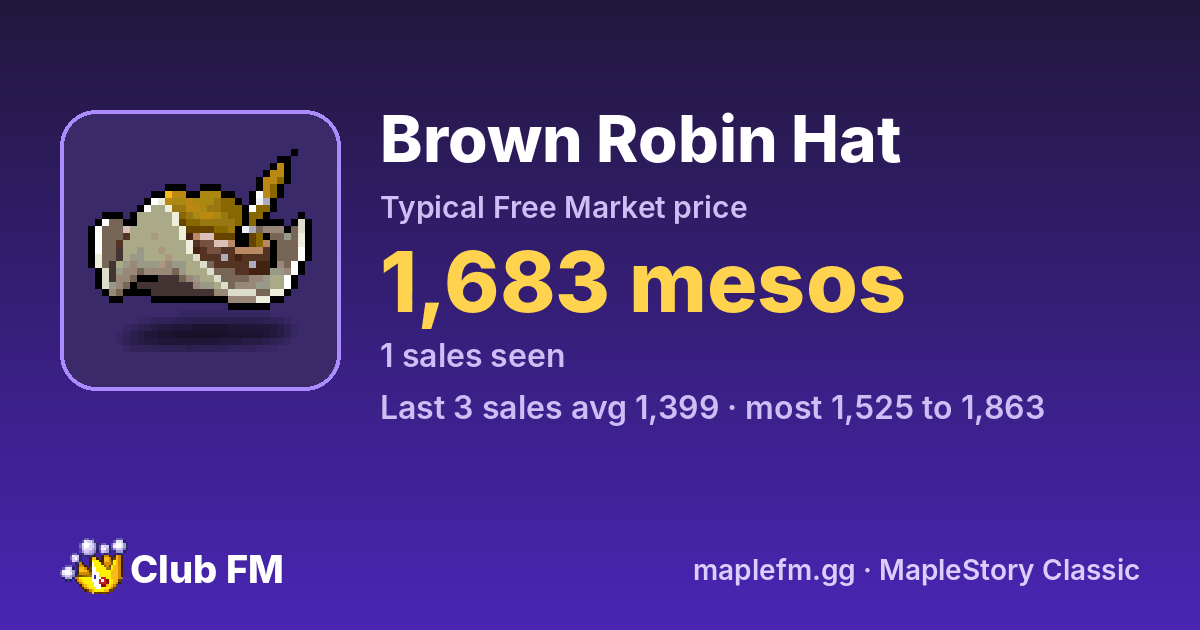 Brown Robin Hat
Typical Free Market price
1,683 mesos
1 sales seen
Last 3 sales avg 1,399 · most 1,525 to 1,863
Club FM
maplefm.gg · MapleStory Classic